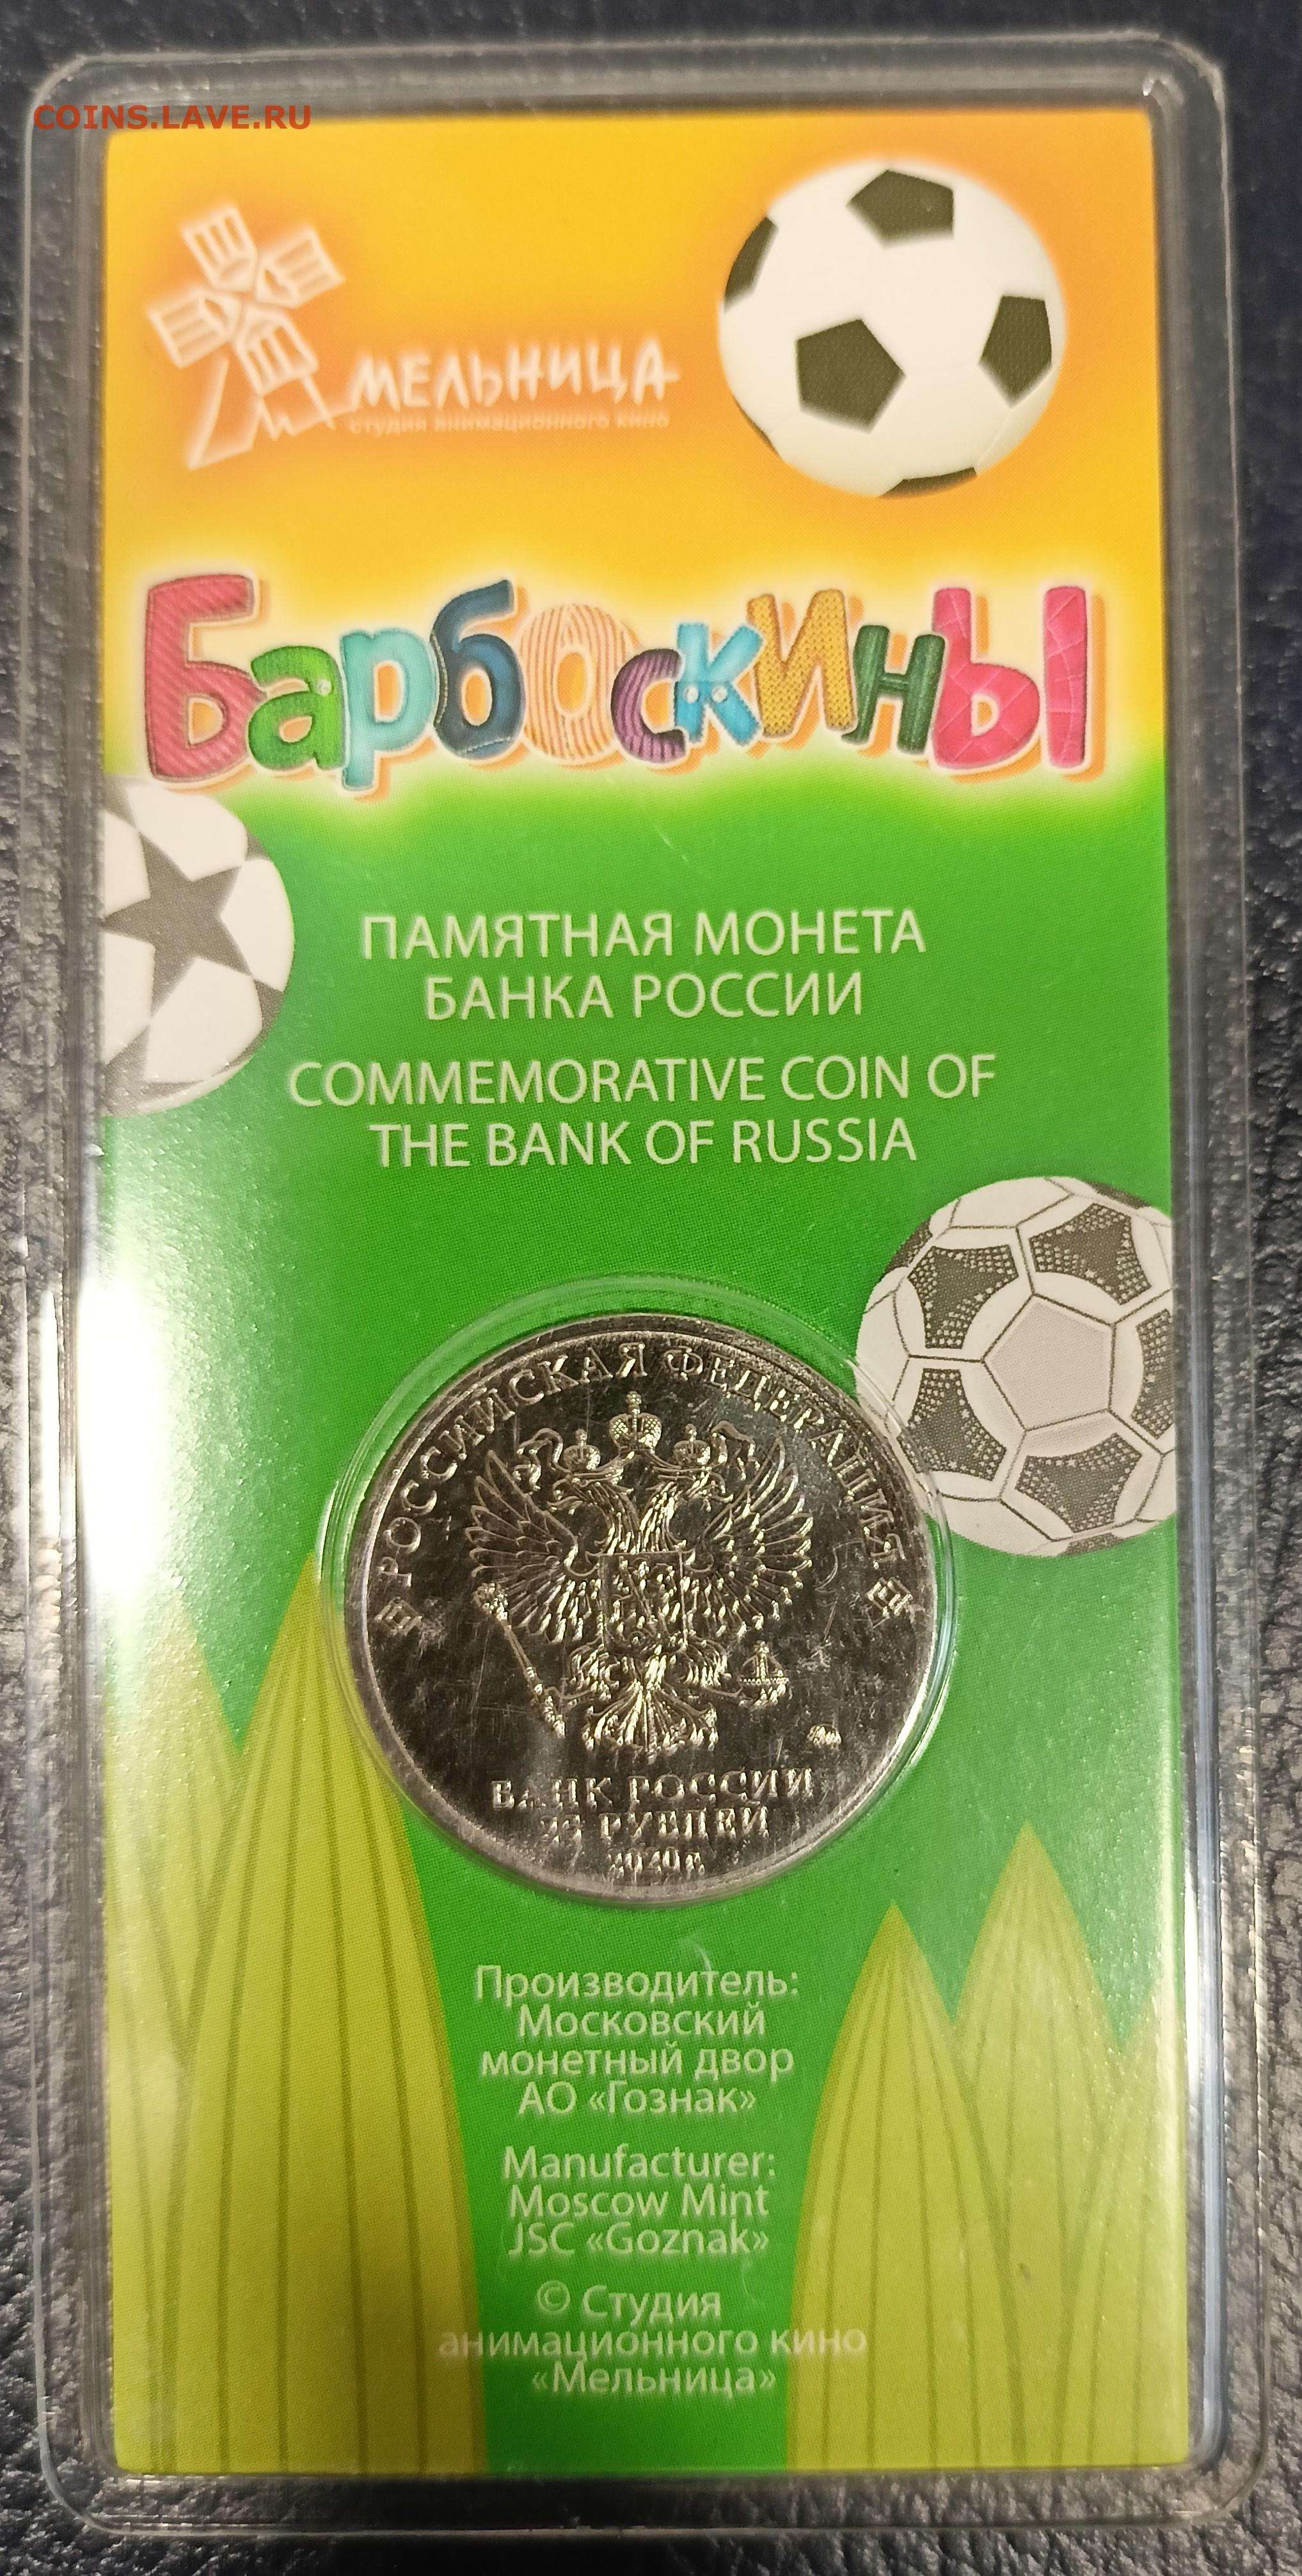 COINS.LAVE.RU
МЕЛЬНИЦА
студия анимационного кино
Барбоскины
ПАМЯТНАЯ МОНЕТА
БАНКА РОССИИ
COMMEMORATIVE COIN OF
THE BANK OF RUSSIA
РОССИЙСКАЯ ФЕДЕРАЦИЯ
БАНК РОССИИ
25 РУБЛЕЙ
2020 г.
Производитель:
Московский
монетный двор
АО «Гознак»
Manufacturer:
Moscow Mint
JSC «Goznak»
© Студия
анимационного кино
«Мельница»